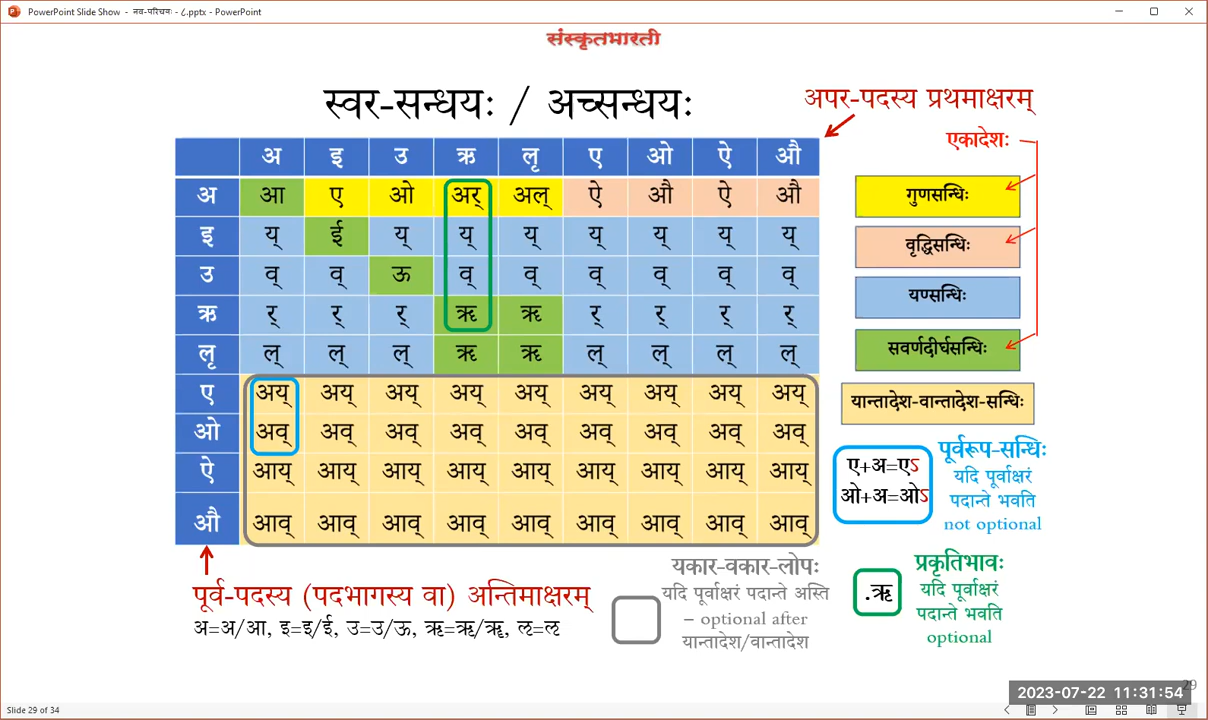 PowerPoint Slide Show - नव-परिचयः - ८.pptx - PowerPoint
संस्कृतभारती
स्वर-सन्धयः / अच्सन्धयः
अपर-पदस्य प्रथमाक्षरम्
एकादेशः
अ इ उ ऋ लृ ए ओ ऐ औ
अ आ ए ओ अर् अल् ऐ औ ऐ औ
इ य् ई य् य् य् य् य् य् य्
उ व् व् ऊ व् व् व् व् व् व्
ऋ र् र् र् ॠ ॠ र् र् र् र्
लृ ल् ल् ल् ॠ ॠ ल् ल् ल् ल्
ए अय् अय् अय् अय् अय् अय् अय् अय् अय्
ओ अव् अव् अव् अव् अव् अव् अव् अव् अव्
ऐ आय् आय् आय् आय् आय् आय् आय् आय् आय्
औ आव् आव् आव् आव् आव् आव् आव् आव् आव्
गुणसन्धिः
वृद्धिसन्धिः
यण्सन्धिः
सवर्णदीर्घसन्धिः
यान्तादेश-वान्तादेश-सन्धिः
ए+अ=एऽ
ओ+अ=ओऽ
पूर्वरूप-सन्धिः
यदि पूर्वाक्षरं
पदान्ते भवति
not optional
पूर्व-पदस्य (पदभागस्य वा) अन्तिमाक्षरम्
अ=अ/आ, इ=इ/ई, उ=उ/ऊ, ऋ=ऋ/ॠ, ऌ=ऌ
यकार-वकार-लोपः
यदि पूर्वाक्षरं पदान्ते अस्ति
– optional after
यान्तादेश/वान्तादेश
.ऋ
प्रकृतिभावः
यदि पूर्वाक्षरं
पदान्ते भवति
optional
29
2023-07-22 11:31:54
Slide 29 of 34